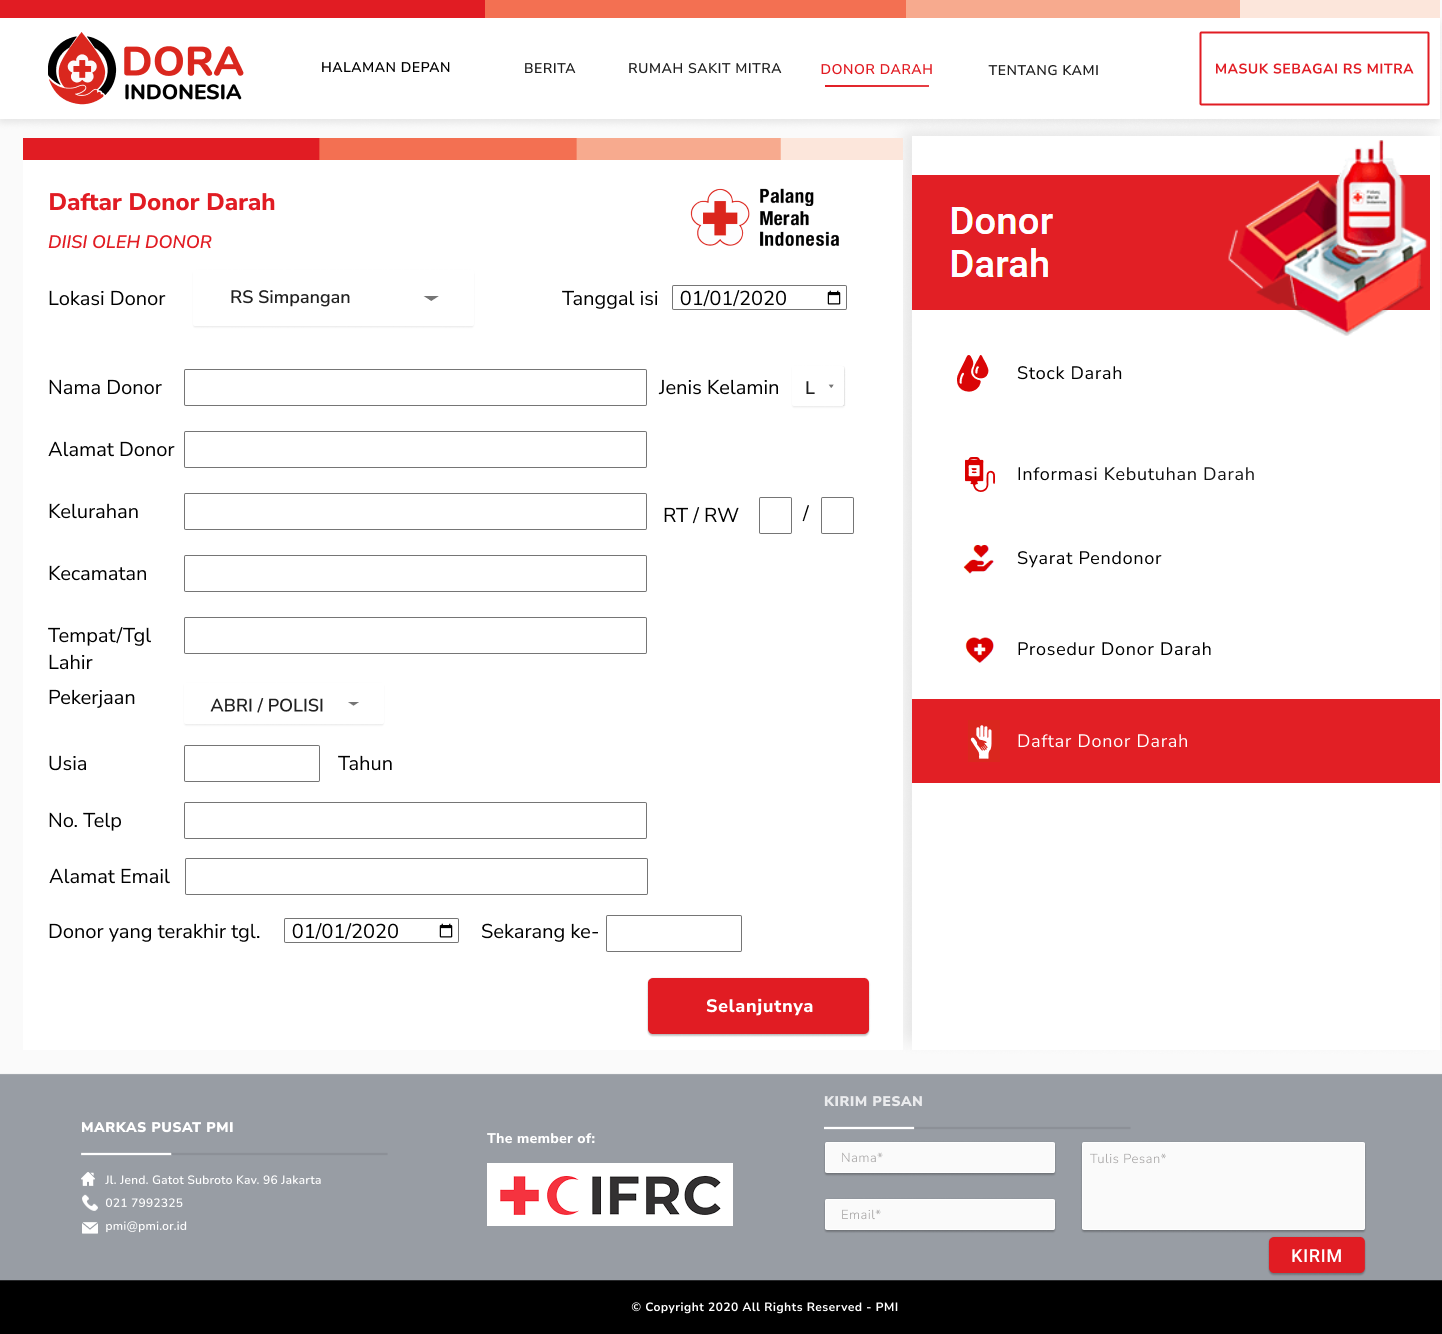 DORA
INDONESIA
HALAMAN DEPAN
BERITA
RUMAH SAKIT MITRA
DONOR DARAH
TENTANG KAMI
MASUK SEBAGAI RS MITRA
Daftar Donor Darah
DIISI OLEH DONOR
Palang
Merah
Indonesia
Lokasi Donor
RS Simpangan
Tanggal isi
01/01/2020
Nama Donor
Jenis Kelamin
L
Alamat Donor
Kelurahan
RT / RW
/
Kecamatan
Tempat/Tgl
Lahir
Pekerjaan
ABRI / POLISI
Usia
Tahun
No. Telp
Alamat Email
Donor yang terakhir tgl.
01/01/2020
Sekarang ke-
Selanjutnya
Donor
Darah
Palang
Merah
Indonesia
Stock Darah
Informasi Kebutuhan Darah
Syarat Pendonor
Prosedur Donor Darah
Daftar Donor Darah
MARKAS PUSAT PMI
Jl. Jend. Gatot Subroto Kav. 96 Jakarta
021 7992325
pmi@pmi.or.id
The member of:
IFRC
KIRIM PESAN
Nama*
Email*
Tulis Pesan*
KIRIM
© Copyright 2020 All Rights Reserved - PMI